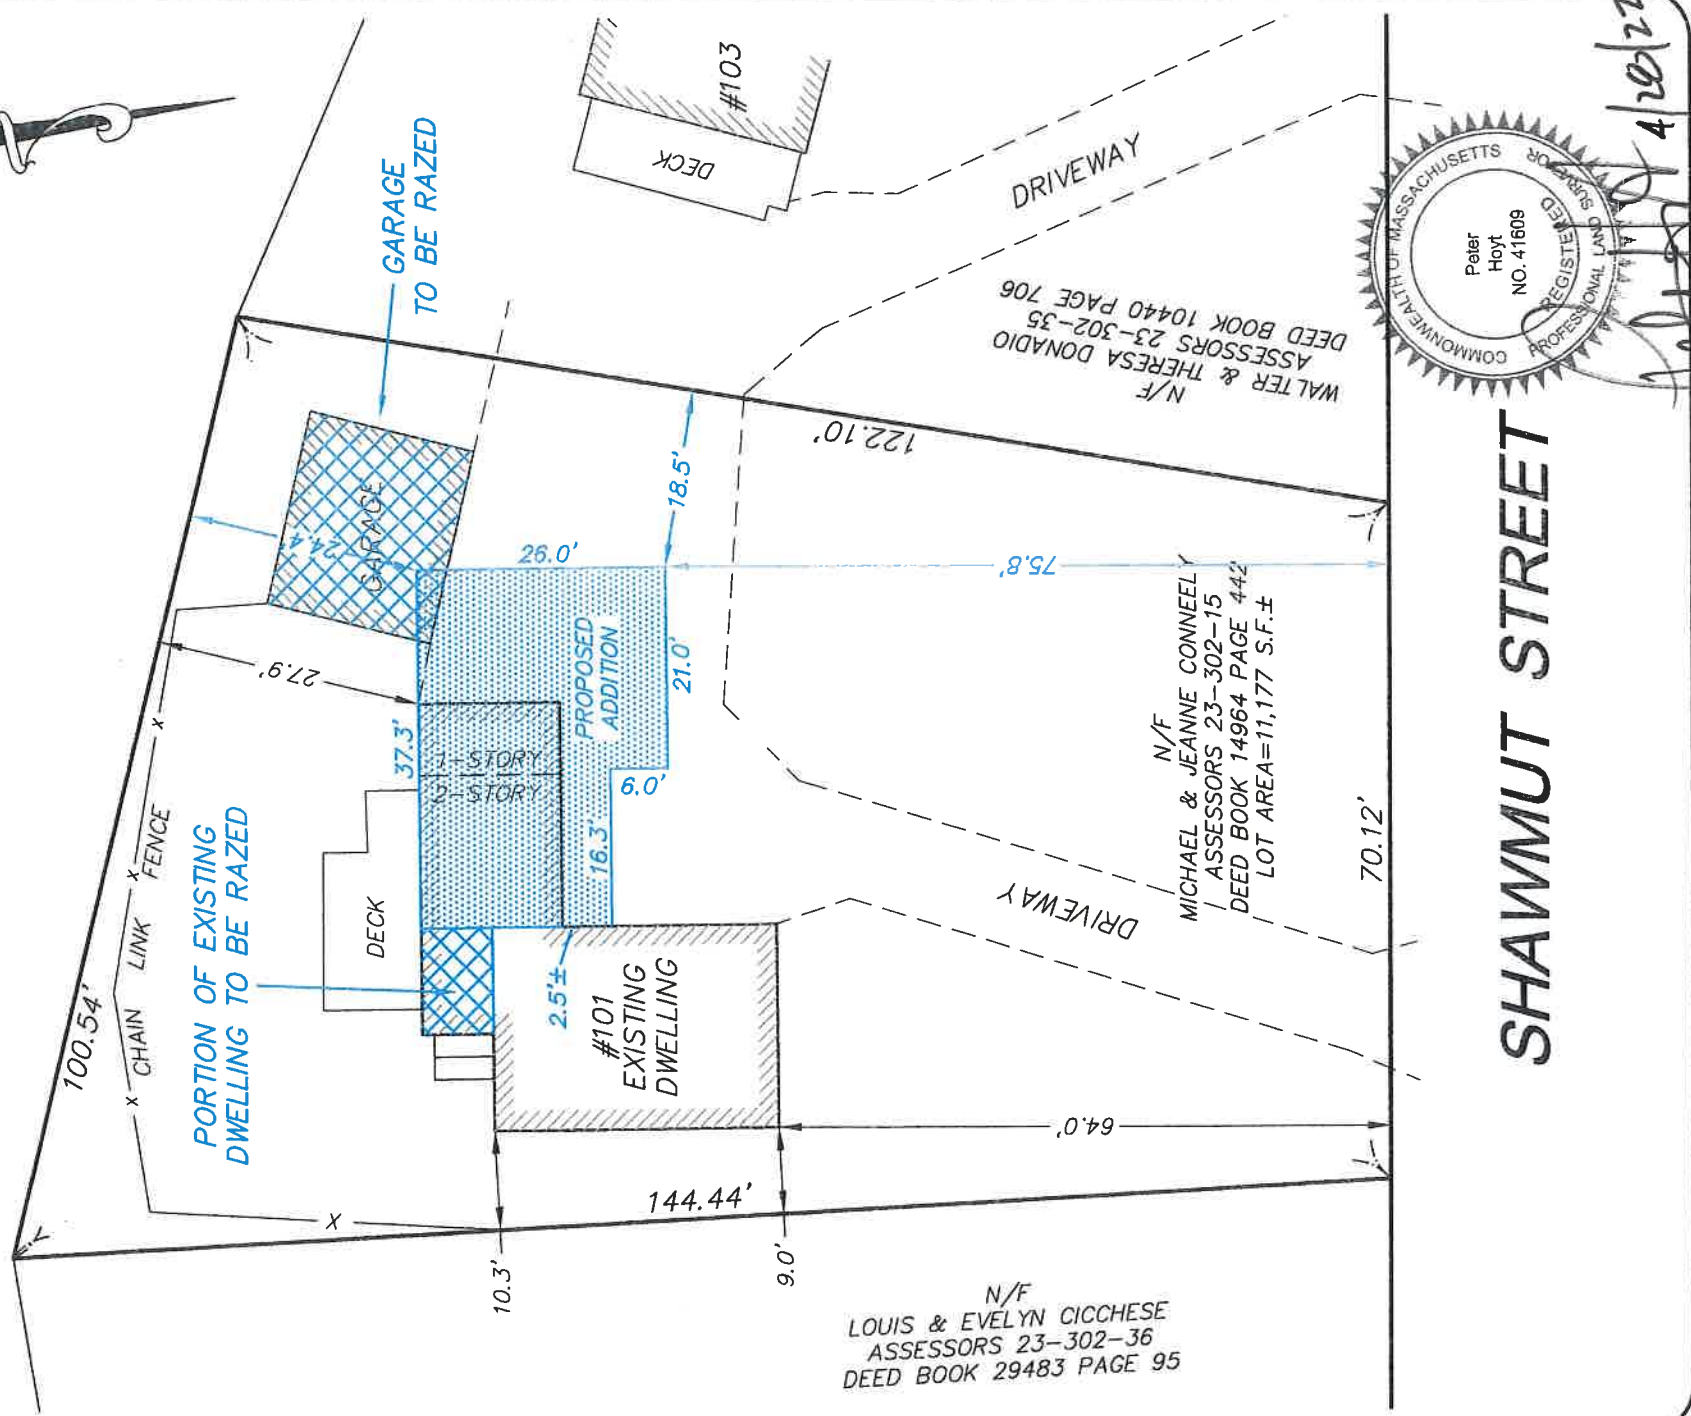 #103
DECK
GARAGE
TO BE RAZED
DRIVEWAY
N/F
WALTER & THERESA DONADIO
ASSESSORS 23-302-35
DEED BOOK 10440 PAGE 706
122.10'
GARAGE
24.4'
18.5'
26.0'
75.8'
27.9'
37.3'
PROPOSED
ADDITION
21.0'
1-STORY
2-STORY
6.0'
16.3'
CHAIN LINK FENCE
x
x
x
x
x
100.54'
PORTION OF EXISTING
DWELLING TO BE RAZED
DECK
2.5'±
#101
EXISTING
DWELLING
DRIVEWAY
N/F
MICHAEL & JEANNE CONNEELY
ASSESSORS 23-302-15
DEED BOOK 14964 PAGE 442
LOT AREA=11,177 S.F.±
70.12'
64.0'
144.44'
10.3'
9.0'
N/F
LOUIS & EVELYN CICCHESE
ASSESSORS 23-302-36
DEED BOOK 29483 PAGE 95
SHAWMUT STREET
COMMONWEALTH OF MASSACHUSETTS
Peter
Hoyt
NO. 41609
REGISTERED
PROFESSIONAL LAND SURVEYOR
4/28/22